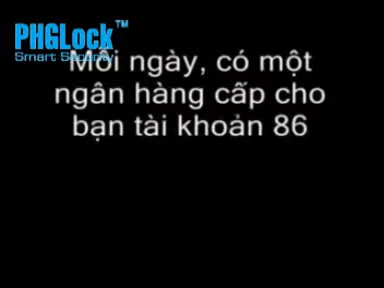 PHGLock™
Smart Security
Mỗi ngày, có một
ngân hàng cấp cho
bạn tài khoản 86